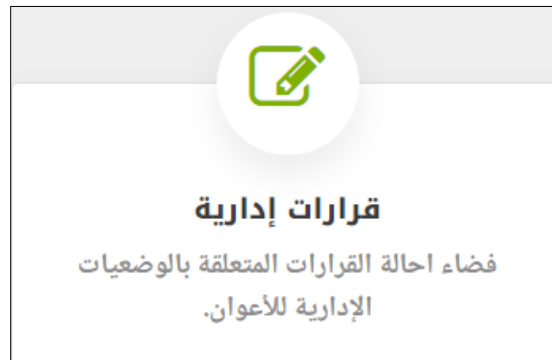 قرارات إدارية
فضاء احالة القرارات المتعلقة بالوضعيات
الإدارية للأعوان.